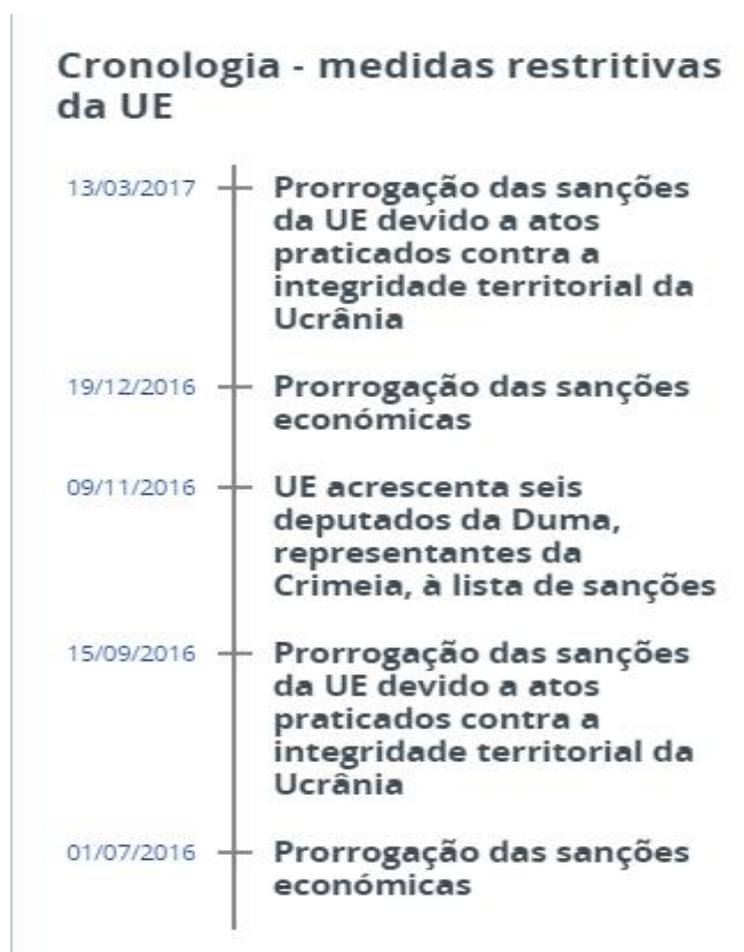 Cronologia - medidas restritivas
da UE
13/03/2017 Prorrogação das sanções
da UE devido a atos
praticados contra a
integridade territorial da
Ucrânia
19/12/2016 Prorrogação das sanções
económicas
09/11/2016 UE acrescenta seis
deputados da Duma,
representantes da
Crimeia, à lista de sanções
15/09/2016 Prorrogação das sanções
da UE devido a atos
praticados contra a
integridade territorial da
Ucrânia
01/07/2016 Prorrogação das sanções
económicas